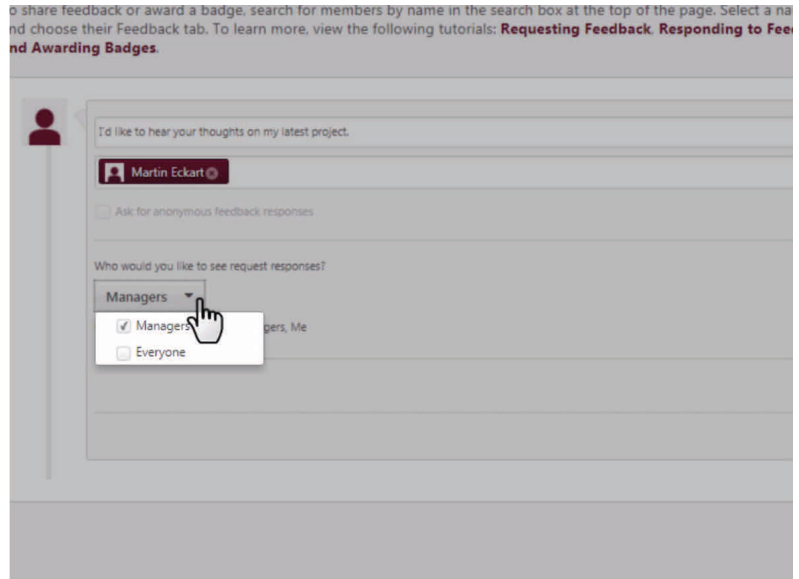 o share feedback or award a badge, search for members by name in the search box at the top of the page. Select a na
nd choose their Feedback tab. To learn more, view the following tutorials: Requesting Feedback, Responding to Fee
nd Awarding Badges.
I'd like to hear your thoughts on my latest project.
Martin Eckart
Ask for anonymous feedback responses
Who would you like to see request responses?
Managers
Managers gers, Me
Everyone